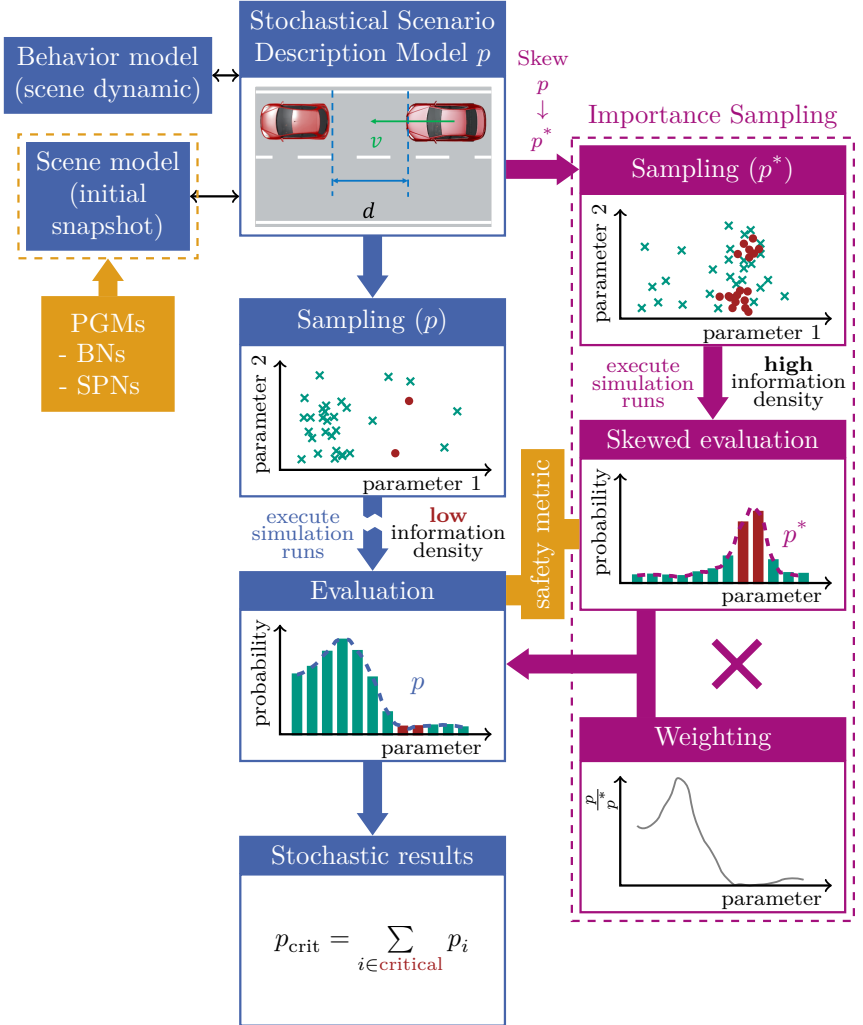 Stochastical Scenario
Description Model p
Behavior model
(scene dynamic)
Scene model
(initial
snapshot)
PGMs
- BNs
- SPNs
v
d
Skew
p
↓
p*
Importance Sampling
Sampling (p*)
parameter 2
parameter 1
execute
simulation
runs
high
information
density
Sampling (p)
parameter 2
parameter 1
execute
simulation
runs
low
information
density
safety metric
Skewed evaluation
probability
p*
parameter
Evaluation
probability
p
parameter
Weighting
p/p*
parameter
Stochastic results
p_crit = ∑ p_i
i∈critical